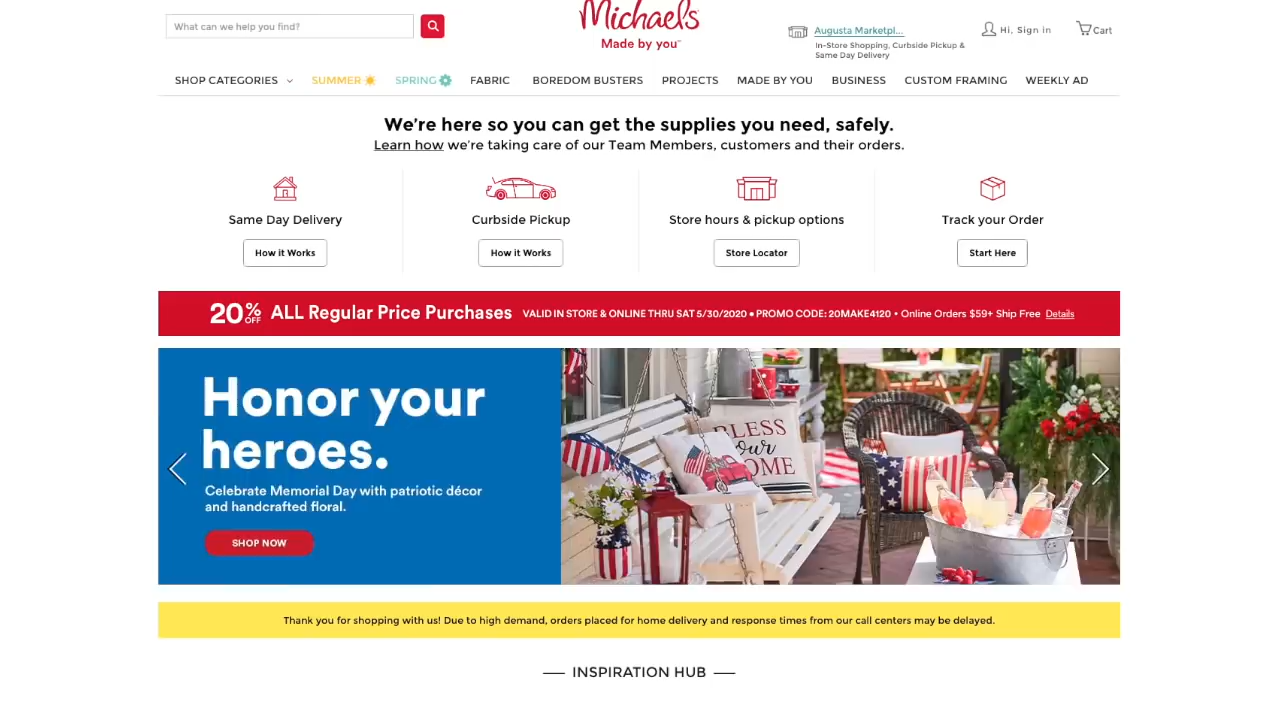 What can we help you find?
Michaels
Made by you™
Augusta Marketpl...
In-Store Shopping, Curbside Pickup &
Same Day Delivery
Hi, Sign in
Cart
SHOP CATEGORIES
SUMMER
SPRING
FABRIC
BOREDOM BUSTERS
PROJECTS
MADE BY YOU
BUSINESS
CUSTOM FRAMING
WEEKLY AD
We're here so you can get the supplies you need, safely.
Learn how we're taking care of our Team Members, customers and their orders.
Same Day Delivery
How it Works
Curbside Pickup
How it Works
Store hours & pickup options
Store Locator
Track your Order
Start Here
20% OFF ALL Regular Price Purchases VALID IN STORE & ONLINE THRU SAT 5/30/2020 • PROMO CODE: 20MAKE4120 • Online Orders $59+ Ship Free Details
Honor your
heroes.
Celebrate Memorial Day with patriotic décor
and handcrafted floral.
SHOP NOW
BLESS
our
HOME
Thank you for shopping with us! Due to high demand, orders placed for home delivery and response times from our call centers may be delayed.
INSPIRATION HUB